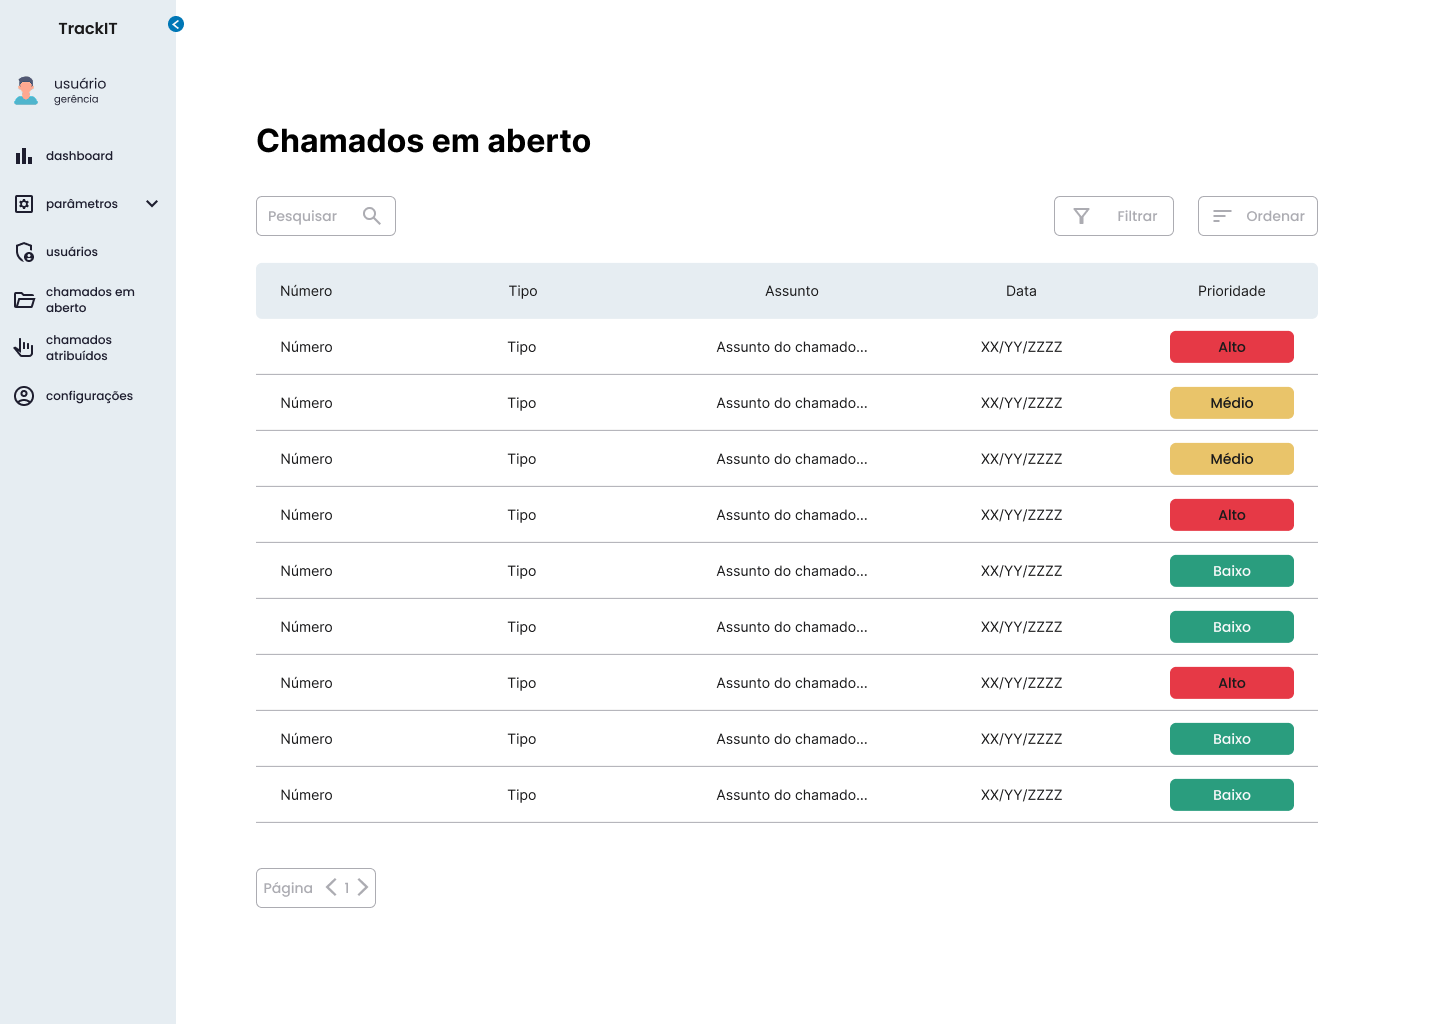 TrackIT
usuário
gerência
dashboard
parâmetros
usuários
chamados em
aberto
chamados
atribuídos
configurações
Chamados em aberto
Pesquisar
Filtrar
Ordenar
Número Tipo Assunto Data Prioridade
Número Tipo Assunto do chamado... XX/YY/ZZZZ Alto
Número Tipo Assunto do chamado... XX/YY/ZZZZ Médio
Número Tipo Assunto do chamado... XX/YY/ZZZZ Médio
Número Tipo Assunto do chamado... XX/YY/ZZZZ Alto
Número Tipo Assunto do chamado... XX/YY/ZZZZ Baixo
Número Tipo Assunto do chamado... XX/YY/ZZZZ Baixo
Número Tipo Assunto do chamado... XX/YY/ZZZZ Alto
Número Tipo Assunto do chamado... XX/YY/ZZZZ Baixo
Número Tipo Assunto do chamado... XX/YY/ZZZZ Baixo
Página 1